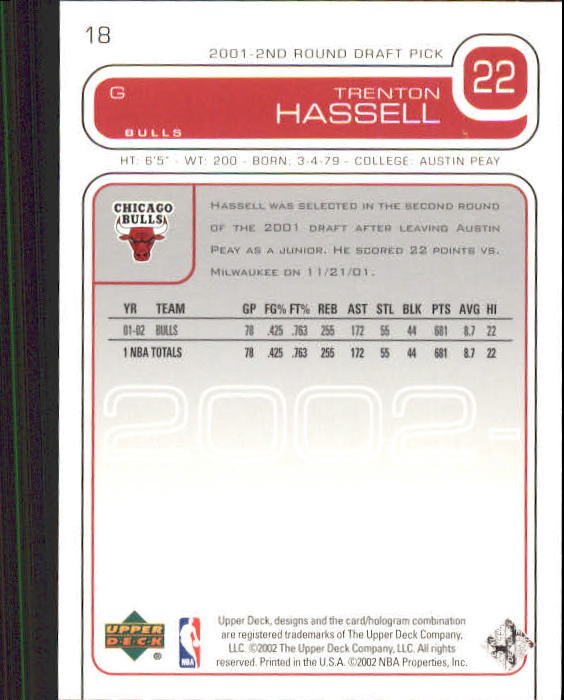 18
2001-2ND ROUND DRAFT PICK
22
G
TRENTON
HASSELL
BULLS
HT: 6'5" - WT: 200 - BORN: 3-4-79 - COLLEGE: AUSTIN PEAY
CHICAGO
BULLS
HASSELL WAS SELECTED IN THE SECOND ROUND
OF THE 2001 DRAFT AFTER LEAVING AUSTIN
PEAY AS A JUNIOR. HE SCORED 22 POINTS VS.
MILWAUKEE ON 11/21/01.
YR TEAM GP FG% FT% REB AST STL BLK PTS AVG HI
01-02 BULLS 78 .425 .763 255 172 55 44 681 8.7 22
1 NBA TOTALS 78 .425 .763 255 172 55 44 681 8.7 22
2002-
UPPER
DECK
®
NBA
Upper Deck, designs and the card/hologram combination
are registered trademarks of The Upper Deck Company,
LLC. ©2002 The Upper Deck Company, LLC. All rights
reserved. Printed in the U.S.A. ©2002 NBA Properties, Inc.